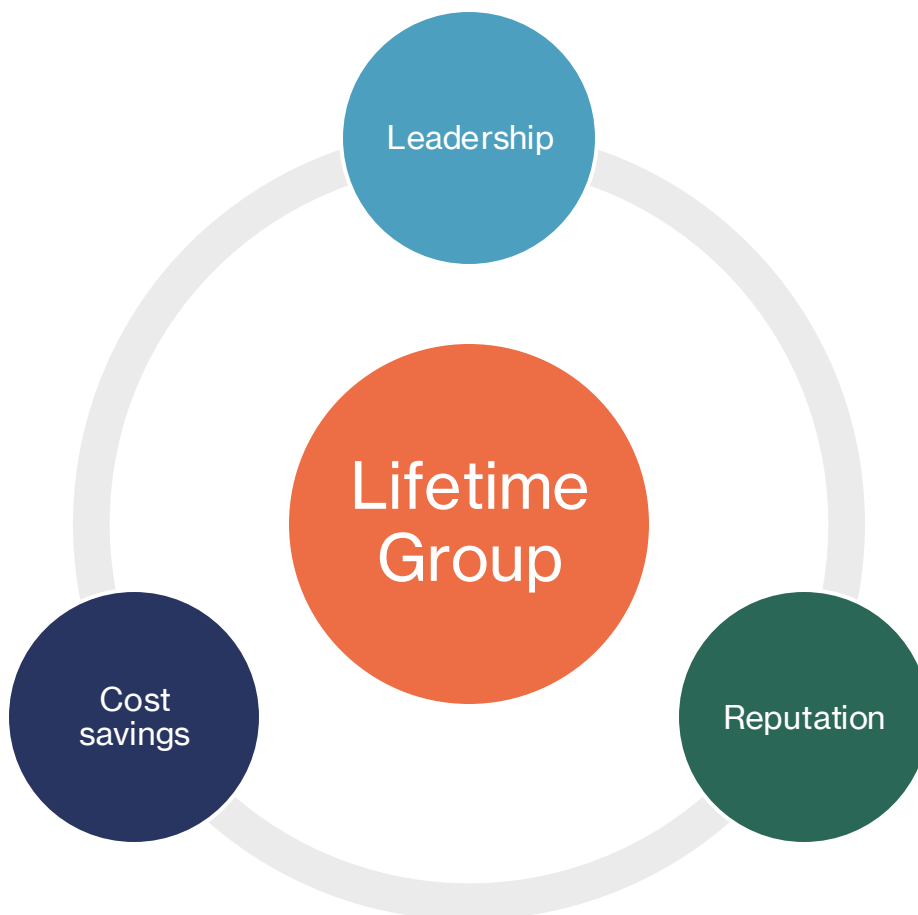 Leadership
Lifetime
Group
Cost
savings
Reputation